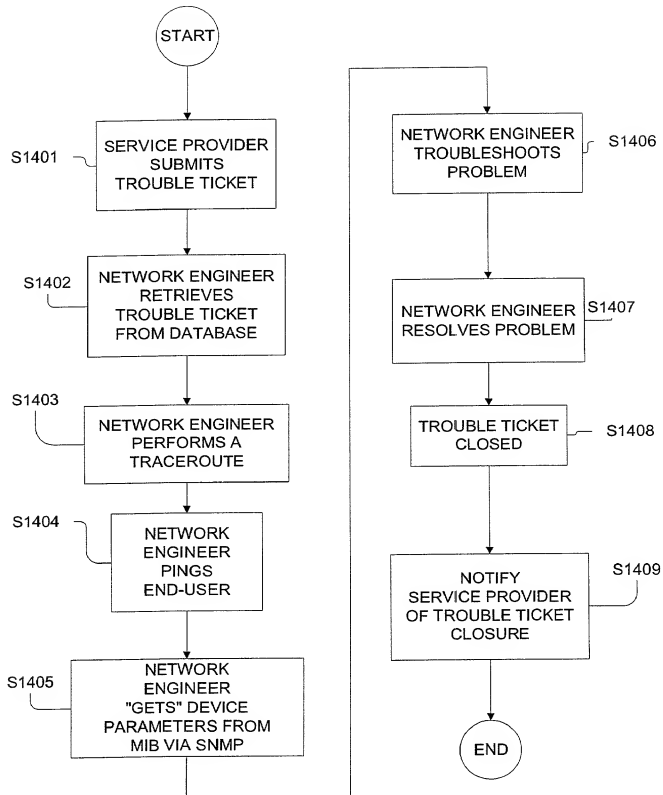 START
S1401
SERVICE PROVIDER
SUBMITS
TROUBLE TICKET
S1402
NETWORK ENGINEER
RETRIEVES
TROUBLE TICKET
FROM DATABASE
S1403
NETWORK ENGINEER
PERFORMS A
TRACEROUTE
S1404
NETWORK
ENGINEER
PINGS
END-USER
S1405
NETWORK
ENGINEER
"GETS" DEVICE
PARAMETERS FROM
MIB VIA SNMP
NETWORK ENGINEER
TROUBLESHOOTS
PROBLEM
S1406
NETWORK ENGINEER
RESOLVES PROBLEM
S1407
TROUBLE TICKET
CLOSED
S1408
NOTIFY
SERVICE PROVIDER
OF TROUBLE TICKET
CLOSURE
S1409
END